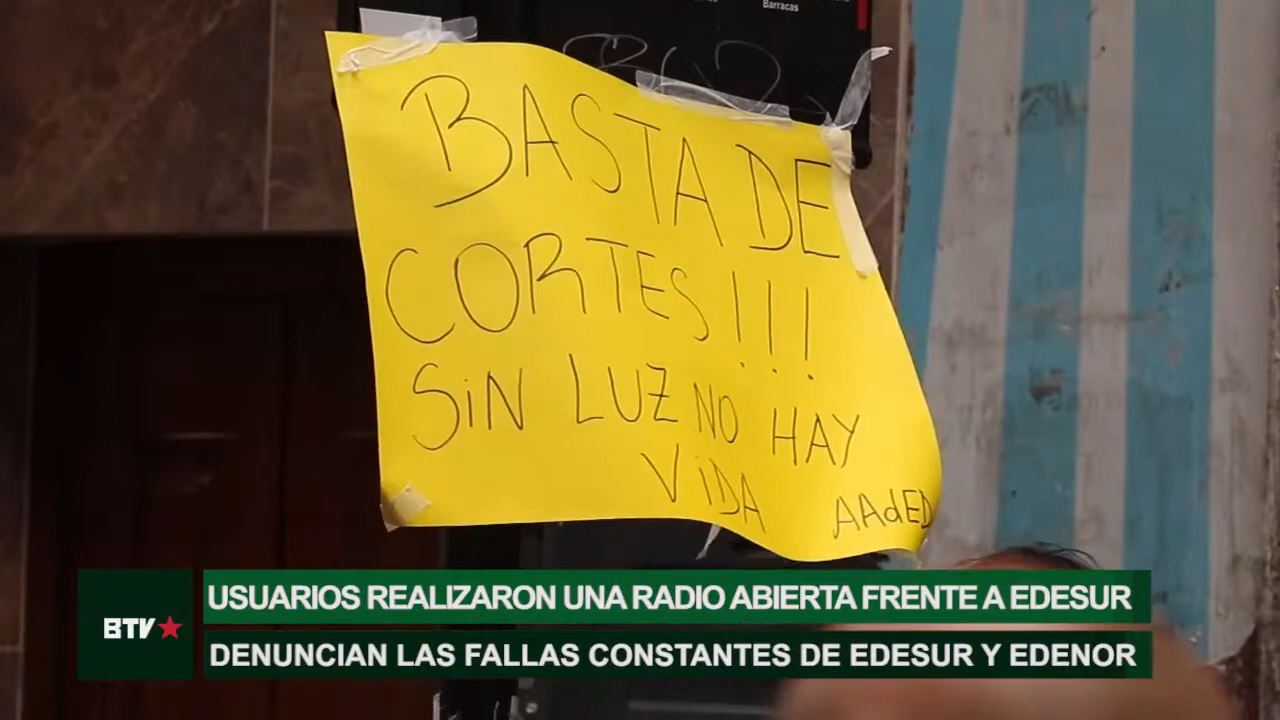 Barracas
BASTA DE
CORTES!!!
SiN LUZ NO HAY
ViDA
AAdED
BTV
USUARIOS REALIZARON UNA RADIO ABIERTA FRENTE A EDESUR
DENUNCIAN LAS FALLAS CONSTANTES DE EDESUR Y EDENOR